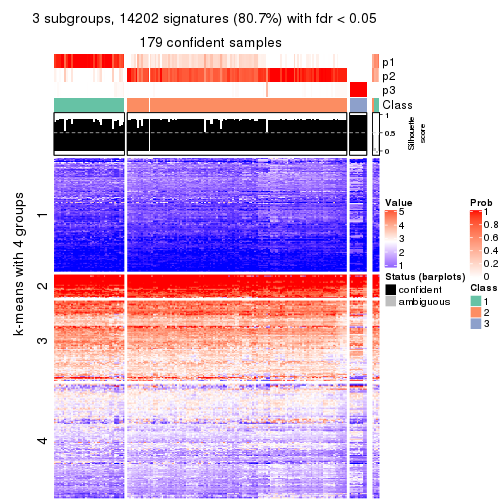 3 subgroups, 14202 signatures (80.7%) with fdr < 0.05
179 confident samples
p1
p2
p3
Class
1
0.5
0
Silhouette
score
k-means with 4 groups
1
2
3
4
Value
5
4
3
2
1
Status (barplots)
confident
ambiguous
Prob
1
0.8
0.6
0.4
0.2
0
Class
1
2
3